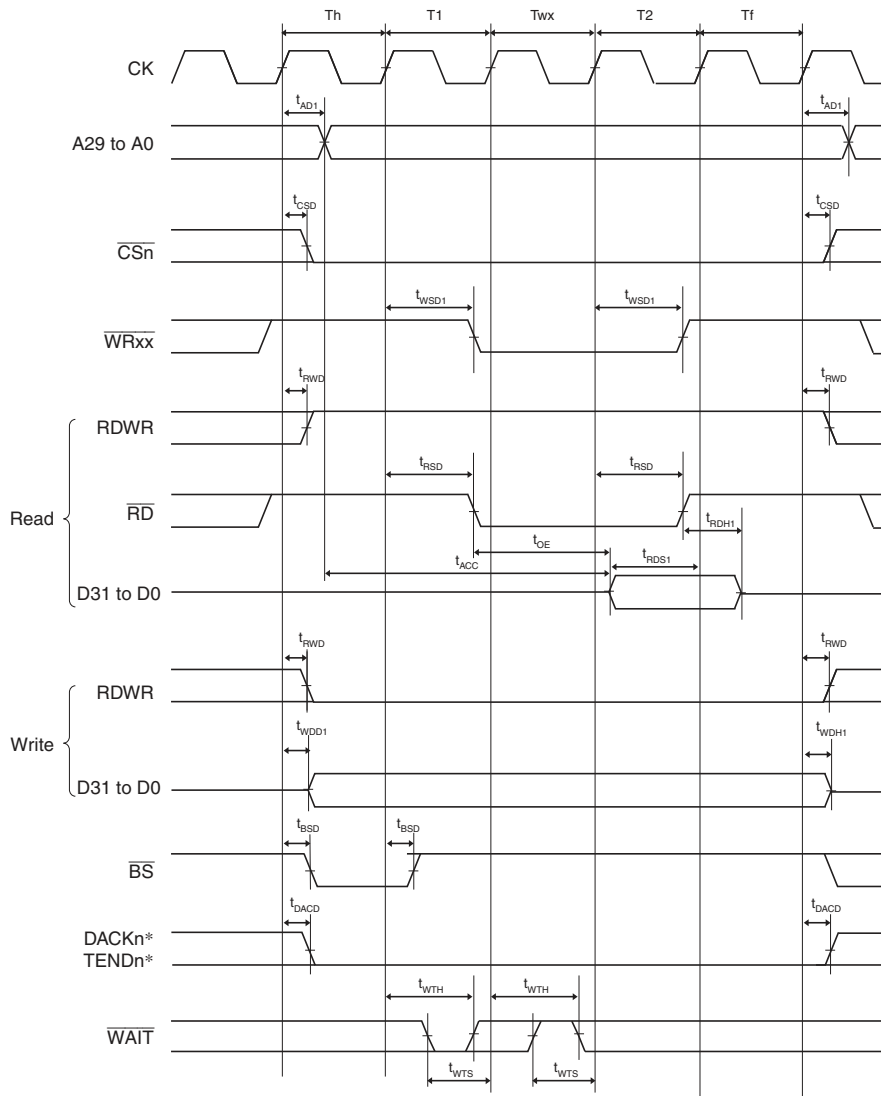 Th T1 Twx T2 Tf
CK
tAD1 tAD1
A29 to A0
tCSD tCSD
CSn
tWSD1 tWSD1
WRxx
tRWD tRWD
RDWR
tRSD tRSD
Read
RD
tRDH1
tOE
tACC tRDS1
D31 to D0
tRWD tRWD
RDWR
tWDD1 tWDH1
Write
D31 to D0
tBSD tBSD
BS
tDACD tDACD
DACKn*
TENDn*
tWTH tWTH
WAIT
tWTS tWTS